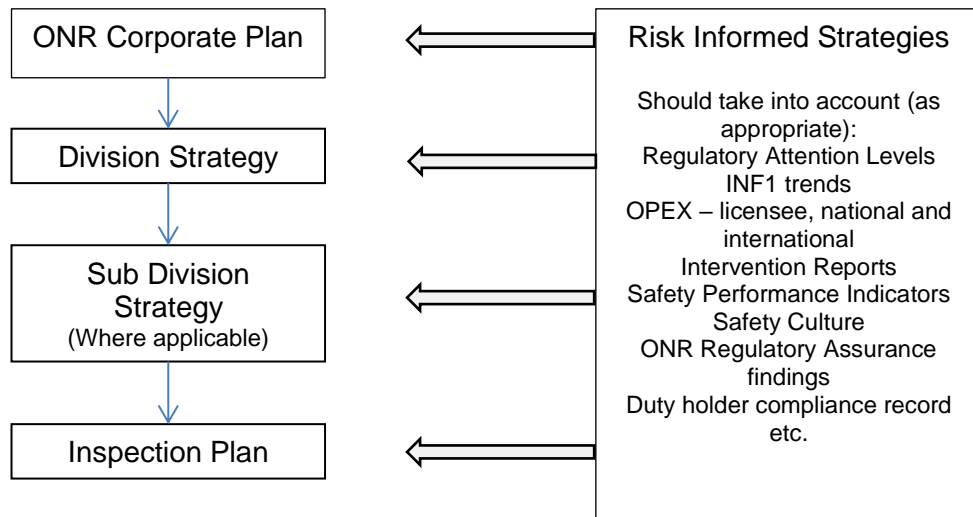 ONR Corporate Plan
Division Strategy
Sub Division
Strategy
(Where applicable)
Inspection Plan
Risk Informed Strategies
Should take into account (as
appropriate):
Regulatory Attention Levels
INF1 trends
OPEX – licensee, national and
international
Intervention Reports
Safety Performance Indicators
Safety Culture
ONR Regulatory Assurance
findings
Duty holder compliance record
etc.